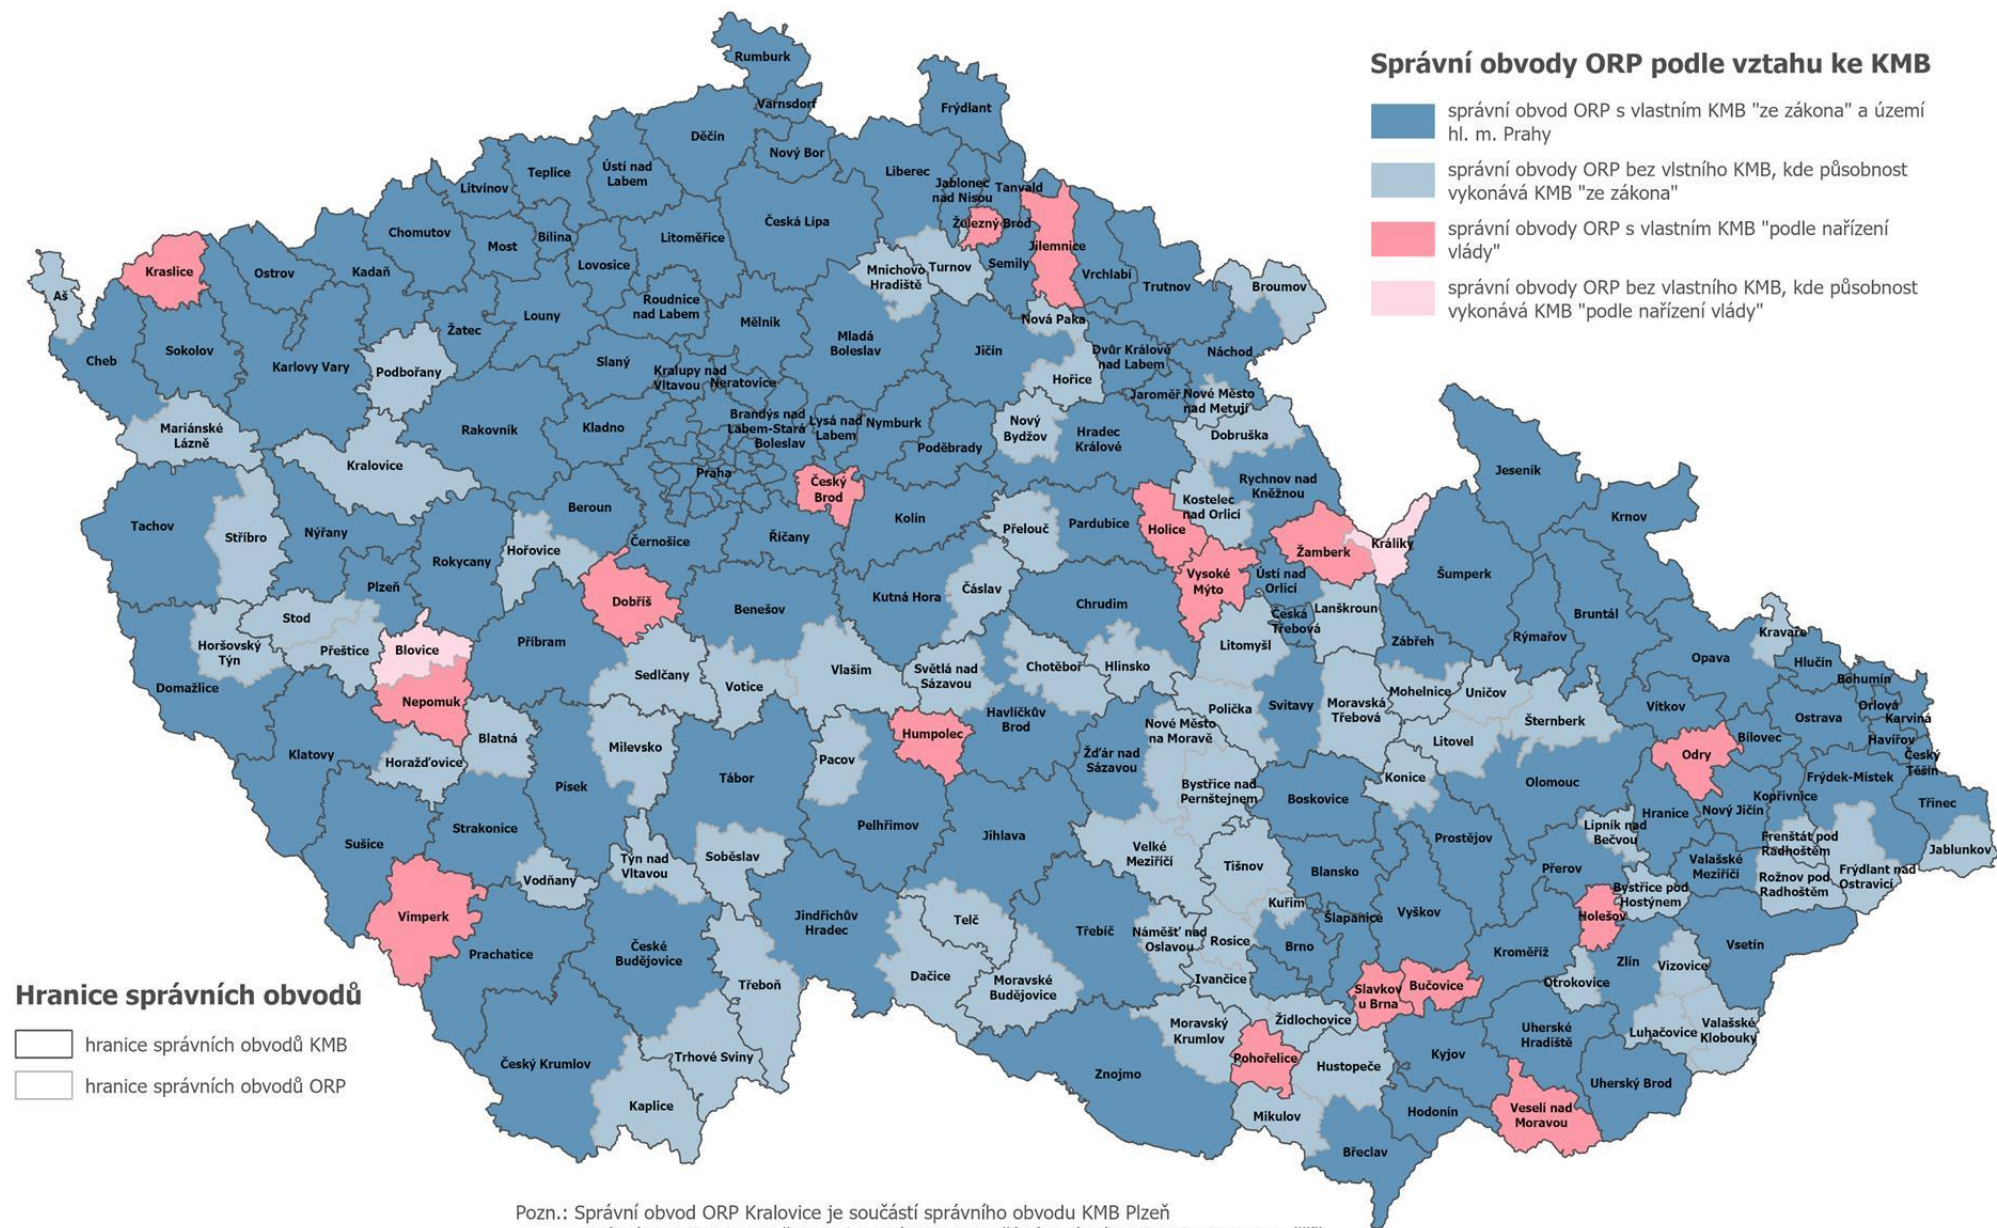 Správní obvody ORP podle vztahu ke KMB
správní obvod ORP s vlastním KMB "ze zákona" a území
hl. m. Prahy
správní obvody ORP bez vlstního KMB, kde působnost
vykonává KMB "ze zákona"
správní obvody ORP s vlastním KMB "podle nařízení
vlády"
správní obvody ORP bez vlastního KMB, kde působnost
vykonává KMB "podle nařízení vlády"
Rumburk
Varnsdorf
Frýdlant
Děčín
Nový Bor
Liberec
Ústí nad
Labem
Teplice
Litvínov
Jablonec
nad Nisou
Tanvald
Železný Brod
Jilemnice
Česká Lípa
Litoměřice
Chomutov
Most
Bílina
Lovosice
Kraslice
Ostrov
Kadaň
Mnichovo
Hradiště
Turnov
Semily
Vrchlabí
Trutnov
Broumov
Aš
Roudnice
nad Labem
Louny
Žatec
Mělník
Mladá
Boleslav
Nová Paka
Jičín
Dvůr Králové
nad Labem
Náchod
Cheb
Sokolov
Karlovy Vary
Podbořany
Slaný
Kralupy nad
Vltavou
Neratovice
Hořice
Jaroměř
Nové Město
nad Metují
Mariánské
Lázně
Rakovník
Kladno
Brandýs nad
Labem-Stará
Boleslav
Lysá nad
Labem
Nymburk
Poděbrady
Nový
Bydžov
Hradec
Králové
Dobruška
Kralovice
Praha
Český
Brod
Rychnov nad
Kněžnou
Jeseník
Tachov
Stříbro
Nýřany
Beroun
Kolín
Přelouč
Pardubice
Holice
Kostelec
nad Orlicí
Krnov
Rokycany
Hořovice
Černošice
Říčany
Žamberk
Králíky
Plzeň
Dobříš
Benešov
Kutná Hora
Čáslav
Chrudim
Vysoké
Mýto
Ústí nad
Orlicí
Šumperk
Stod
Horšovský
Týn
Přeštice
Blovice
Příbram
Česká
Třebová
Lanškroun
Zábřeh
Rýmařov
Bruntál
Kravaře
Litomyšl
Domažlice
Nepomuk
Sedlčany
Votice
Vlašim
Světlá nad
Sázavou
Chotěboř
Hlinsko
Opava
Hlučín
Bohumín
Orlová
Karviná
Polička
Svitavy
Moravská
Třebová
Mohelnice
Uničov
Šternberk
Vítkov
Ostrava
Havířov
Český
Těšín
Klatovy
Horažďovice
Blatná
Milevsko
Pacov
Humpolec
Havlíčkův
Brod
Nové Město
na Moravě
Žďár nad
Sázavou
Litovel
Odry
Bílovec
Písek
Tábor
Bystřice nad
Pernštejnem
Boskovice
Konice
Olomouc
Kopřivnice
Frýdek-Místek
Třinec
Sušice
Strakonice
Pelhřimov
Jihlava
Prostějov
Lipník nad
Bečvou
Hranice
Nový Jičín
Frenštát pod
Radhoštěm
Jablunkov
Týn nad
Vltavou
Soběslav
Vodňany
Velké
Meziříčí
Tišnov
Blansko
Přerov
Valašské
Meziříčí
Rožnov pod
Radhoštěm
Frýdlant nad
Ostravicí
Vimperk
Bystřice pod
Hostýnem
Holešov
Kuřim
Šlapanice
Vyškov
Jindřichův
Hradec
Telč
Třebíč
Náměšť nad
Oslavou
Rosice
Brno
Kroměříž
Zlín
Vsetín
Vizovice
Prachatice
České
Budějovice
Třeboň
Dačice
Moravské
Budějovice
Ivančice
Slavkov
u Brna
Bučovice
Otrokovice
Hranice správních obvodů
hranice správních obvodů KMB
hranice správních obvodů ORP
Moravský
Krumlov
Židlochovice
Uherské
Hradiště
Luhačovice
Valašské
Klobouky
Český Krumlov
Trhové Sviny
Pohořelice
Hustopeče
Kyjov
Znojmo
Uherský Brod
Kaplice
Mikulov
Hodonín
Veselí nad
Moravou
Břeclav
Pozn.: Správní obvod ORP Kralovice je součástí správního obvodu KMB Plzeň